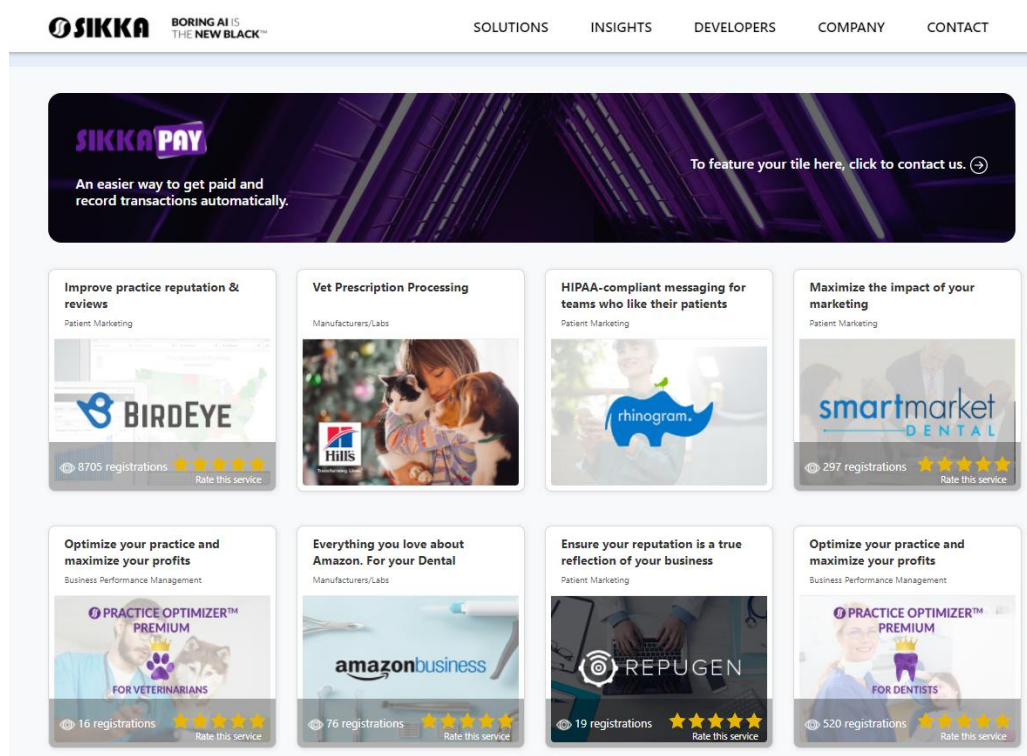 SIKKA
BORING AI IS
THE NEW BLACK™
SOLUTIONS
INSIGHTS
DEVELOPERS
COMPANY
CONTACT
SIKKA PAY
An easier way to get paid and
record transactions automatically.
To feature your tile here, click to contact us.
Improve practice reputation &
reviews
Patient Marketing
BIRDEYE
8705 registrations
Rate this service
Vet Prescription Processing
Manufacturers/Labs
Hill's
HIPAA-compliant messaging for
teams who like their patients
Patient Marketing
rhinogram.
Maximize the impact of your
marketing
Patient Marketing
smartmarket
DENTAL
297 registrations
Rate this service
Optimize your practice and
maximize your profits
Business Performance Management
PRACTICE OPTIMIZER™
PREMIUM
FOR VETERINARIANS
16 registrations
Rate this service
Everything you love about
Amazon. For your Dental
Manufacturers/Labs
amazonbusiness
76 registrations
Rate this service
Ensure your reputation is a true
reflection of your business
Patient Marketing
REPUGEN
19 registrations
Rate this service
Optimize your practice and
maximize your profits
Business Performance Management
PRACTICE OPTIMIZER™
PREMIUM
FOR DENTISTS
520 registrations
Rate this service